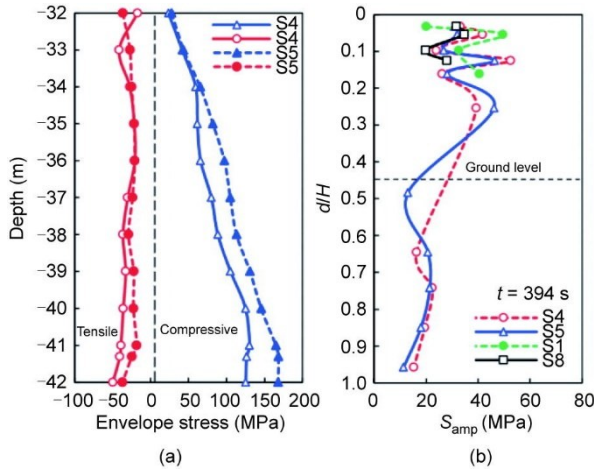 (a)
−32
−33
−34
−35
−36
−37
−38
−39
−40
−41
−42
Depth (m)
S4
S4
S5
S5
Tensile
Compressive
−100
−50
0
50
100
150
200
Envelope stress (MPa)
(a)
(b)
0
0.1
0.2
0.3
0.4
0.5
0.6
0.7
0.8
0.9
1.0
d/H
Ground level
t = 394 s
S4
S5
S1
S8
0
20
40
60
80
S_amp (MPa)
(b)